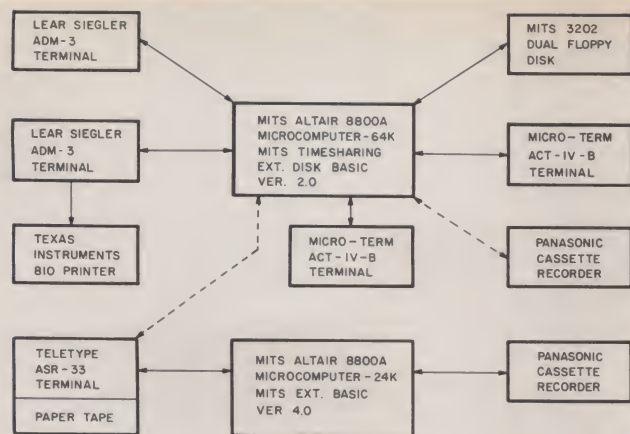 LEAR SIEGLER
ADM-3
TERMINAL
MITS 3202
DUAL FLOPPY
DISK
MITS ALTAIR 8800A
MICROCOMPUTER-64K
MITS TIMESHARING
EXT. DISK BASIC
VER. 2.0
LEAR SIEGLER
ADM-3
TERMINAL
MICRO-TERM
ACT-IV-B
TERMINAL
TEXAS
INSTRUMENTS
810 PRINTER
MICRO-TERM
ACT-IV-B
TERMINAL
PANASONIC
CASSETTE
RECORDER
TELETYPE
ASR-33
TERMINAL
PAPER TAPE
MITS ALTAIR 8800A
MICROCOMPUTER-24K
MITS EXT. BASIC
VER 4.0
PANASONIC
CASSETTE
RECORDER